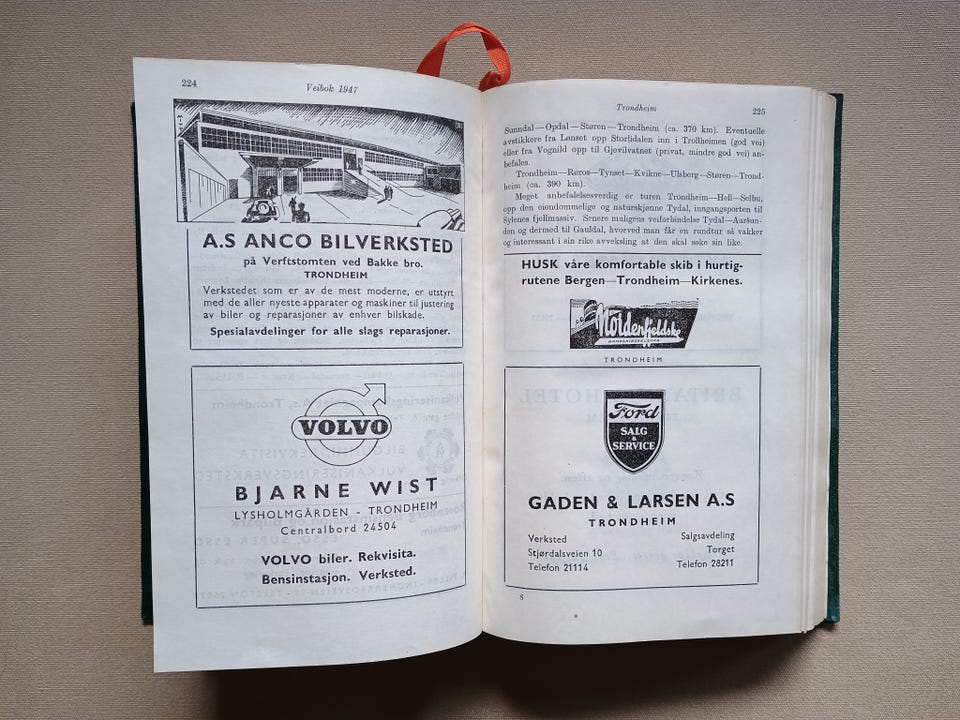 224
Veibok 1947
A.S ANCO BILVERKSTED
på Verftstomten ved Bakke bro.
TRONDHEIM
Verkstedet som er av de mest moderne, er utstyrt
med de aller nyeste apparater og maskiner til justering
av biler og reparasjoner av enhver bilskade.
Spesialavdelinger for alle slags reparasjoner.
VOLVO
BJARNE WIST
LYSHOLMGÅRDEN - TRONDHEIM
Centralbord 24504
VOLVO biler. Rekvisita.
Bensinstasjon. Verksted.
Trondheim
225
Sunndal—Opdal—Støren—Trondheim (ca. 370 km). Eventuelle
avstikkere fra Lønset opp Storlidalen inn i Trollheimen (god vei)
eller fra Vognild opp til Gjevilvatnet (privat, mindre god vei) an-
befales.
Trondheim—Røros—Tynset—Kvikne—Ulsberg—Støren—Trond-
heim (ca. 390 km).
Meget anbefalelsesverdig er turen Trondheim—Hell—Selbu,
opp den eiendommelige og naturskjønne Tydal, inngangsporten til
Sylenes fjellmassiv. Senere muligens veiforbindelse Tydal—Aursun-
den og dermed til Gauldal, hvorved man får en rundtur så vakker
og interessant i sin rike avveksling at den skal søke sin like.
HUSK våre komfortable skib i hurtig-
rutene Bergen—Trondheim—Kirkenes.
Nordenfjeldske
DAMPSKIBSSELSKAB
TRONDHEIM
Ford
SALG
&
SERVICE
GADEN & LARSEN A.S
TRONDHEIM
Verksted Salgsavdeling
Stjørdalsveien 10 Torget
Telefon 21114 Telefon 28211
8